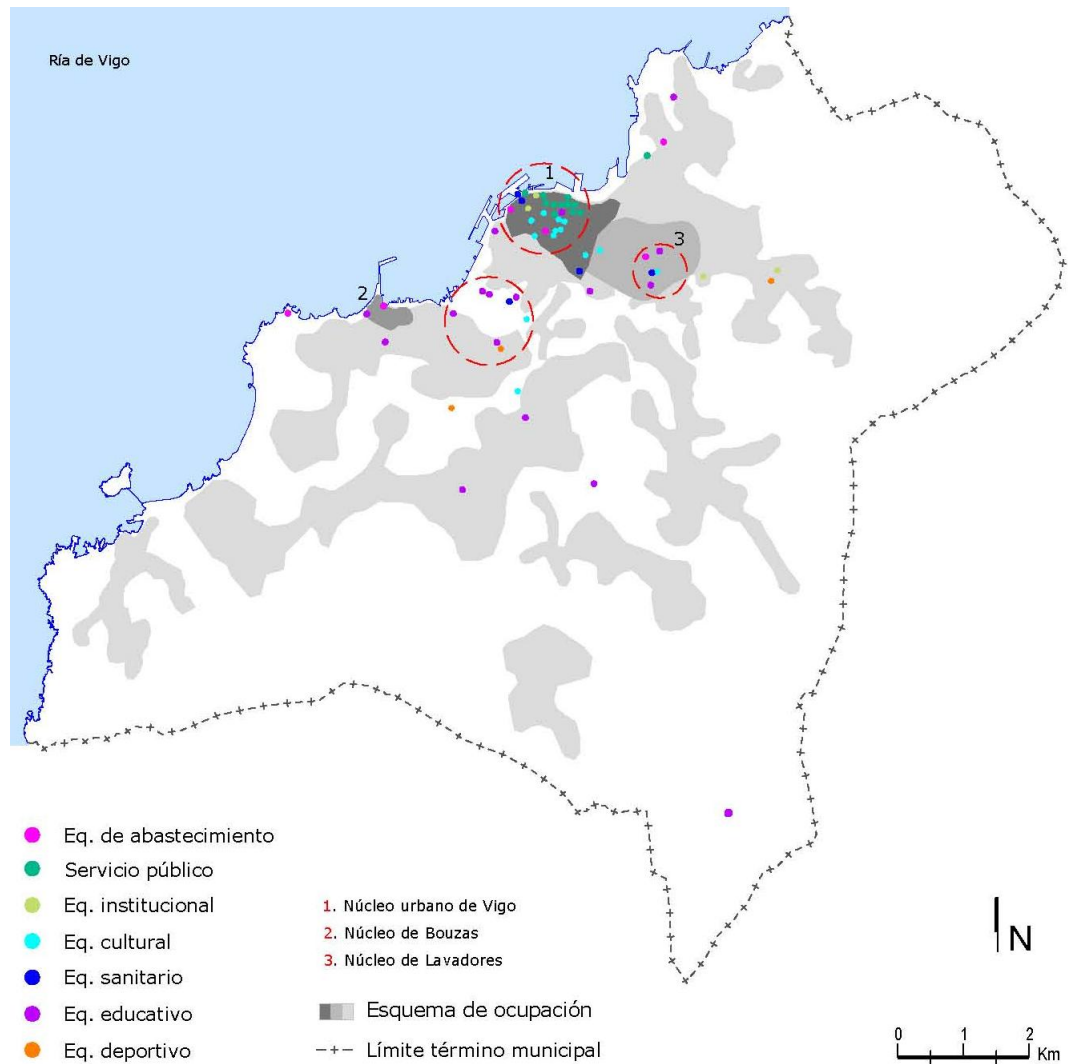 Ría de Vigo
1
3
2
Eq. de abastecimiento
Servicio público
Eq. institucional
Eq. cultural
Eq. sanitario
Eq. educativo
Eq. deportivo
1. Núcleo urbano de Vigo
2. Núcleo de Bouzas
3. Núcleo de Lavadores
Esquema de ocupación
Límite término municipal
N
0 1 2
Km